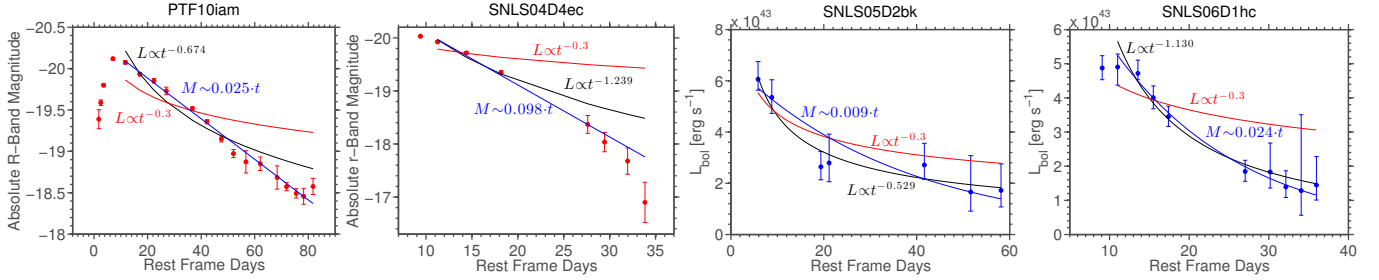 PTF10iam
Absolute R-Band Magnitude
-20.5
-20
-19.5
-19
-18.5
-18
0
20
40
60
80
Rest Frame Days
L∝t^-0.674
M~0.025·t
L∝t^-0.3
SNLS04D4ec
Absolute r-Band Magnitude
-20
-19
-18
-17
10
15
20
25
30
35
Rest Frame Days
L∝t^-0.3
L∝t^-1.239
M~0.098·t
SNLS05D2bk
x 10^43
L_bol [erg s^-1]
8
6
4
2
0
0
20
40
60
Rest Frame Days
M~0.009·t
L∝t^-0.3
L∝t^-0.529
SNLS06D1hc
x 10^43
L_bol [erg s^-1]
6
5
4
3
2
1
0
10
20
30
40
Rest Frame Days
L∝t^-1.130
L∝t^-0.3
M~0.024·t